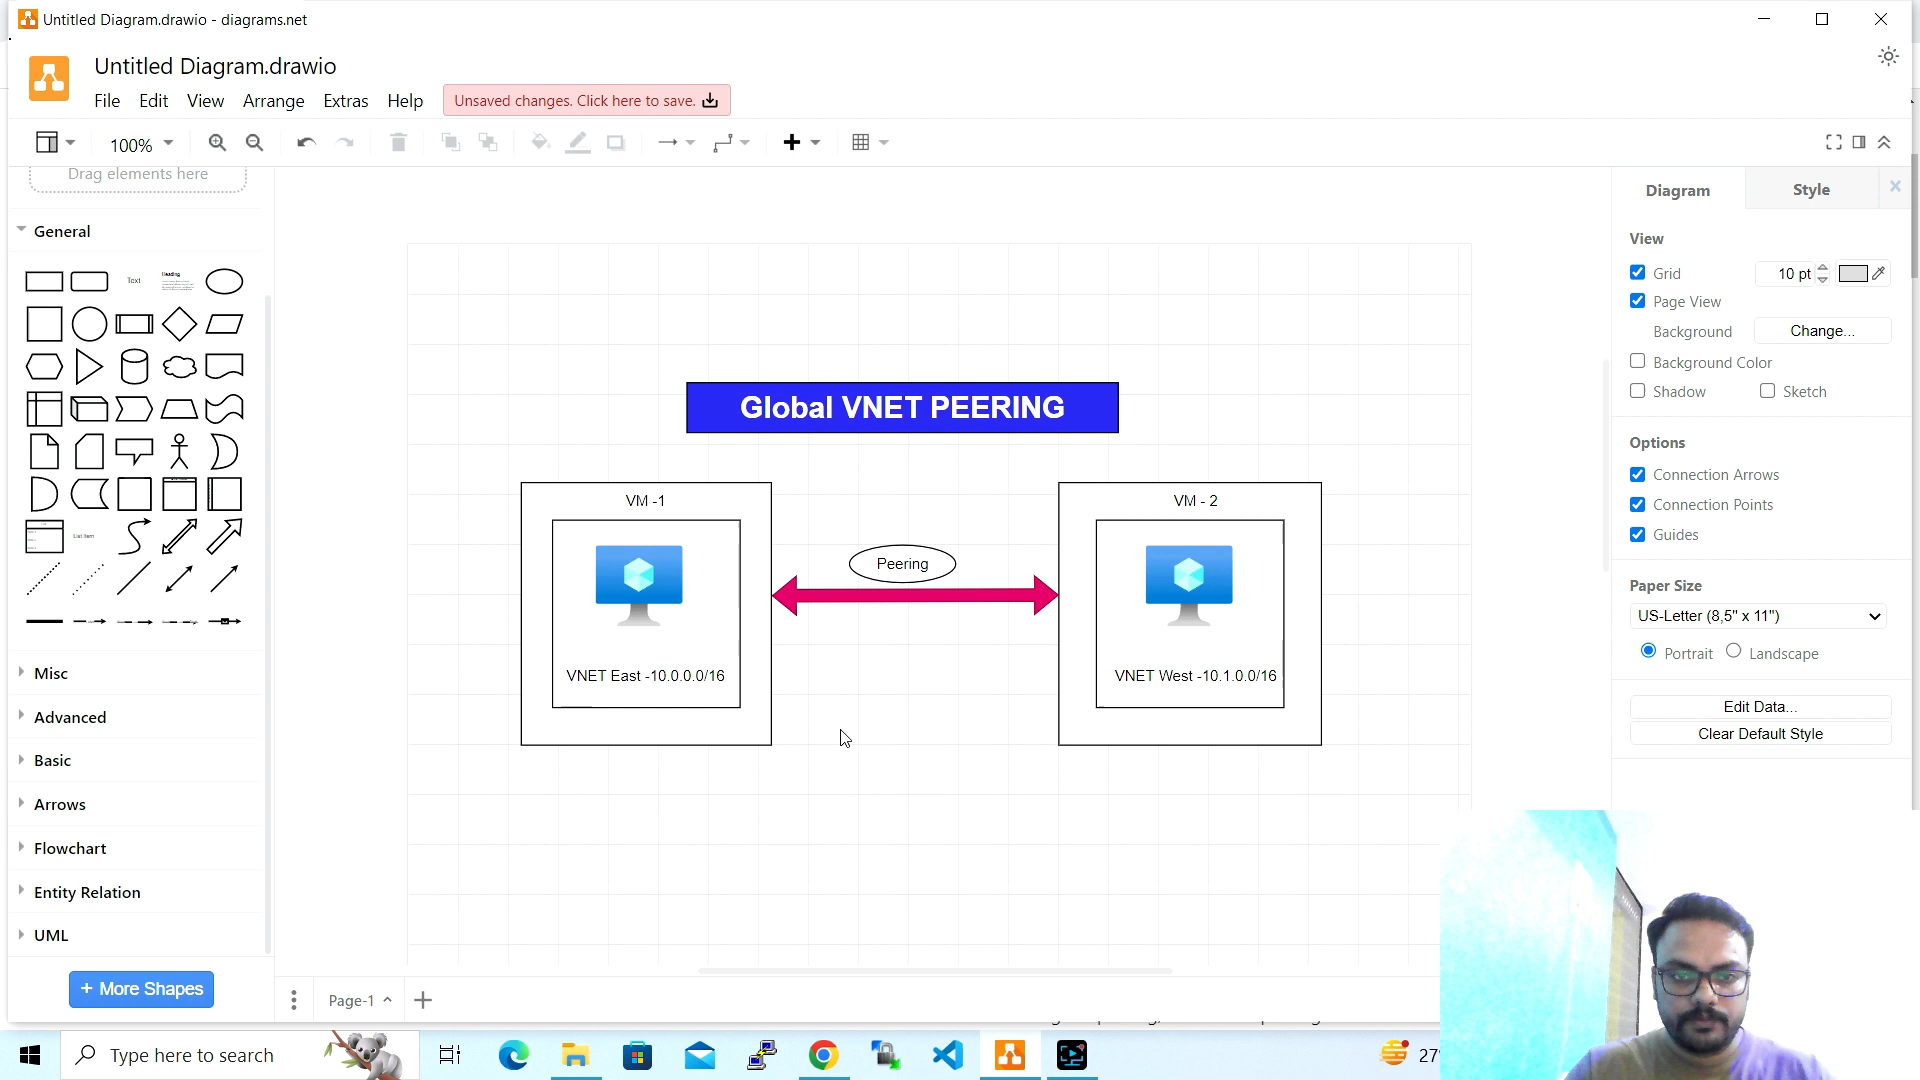 Untitled Diagram.drawio - diagrams.net
Untitled Diagram.drawio
File Edit View Arrange Extras Help
Unsaved changes. Click here to save.
100%
Drag elements here
General
Text
Heading
List Item
Misc
Advanced
Basic
Arrows
Flowchart
Entity Relation
UML
+ More Shapes
Global VNET PEERING
VM -1
VM - 2
Peering
VNET East -10.0.0.0/16
VNET West -10.1.0.0/16
Page-1
Diagram Style
View
Grid 10 pt
Page View
Background Change...
Background Color
Shadow Sketch
Options
Connection Arrows
Connection Points
Guides
Paper Size
US-Letter (8,5" x 11")
Portrait Landscape
Edit Data...
Clear Default Style
Type here to search
27°